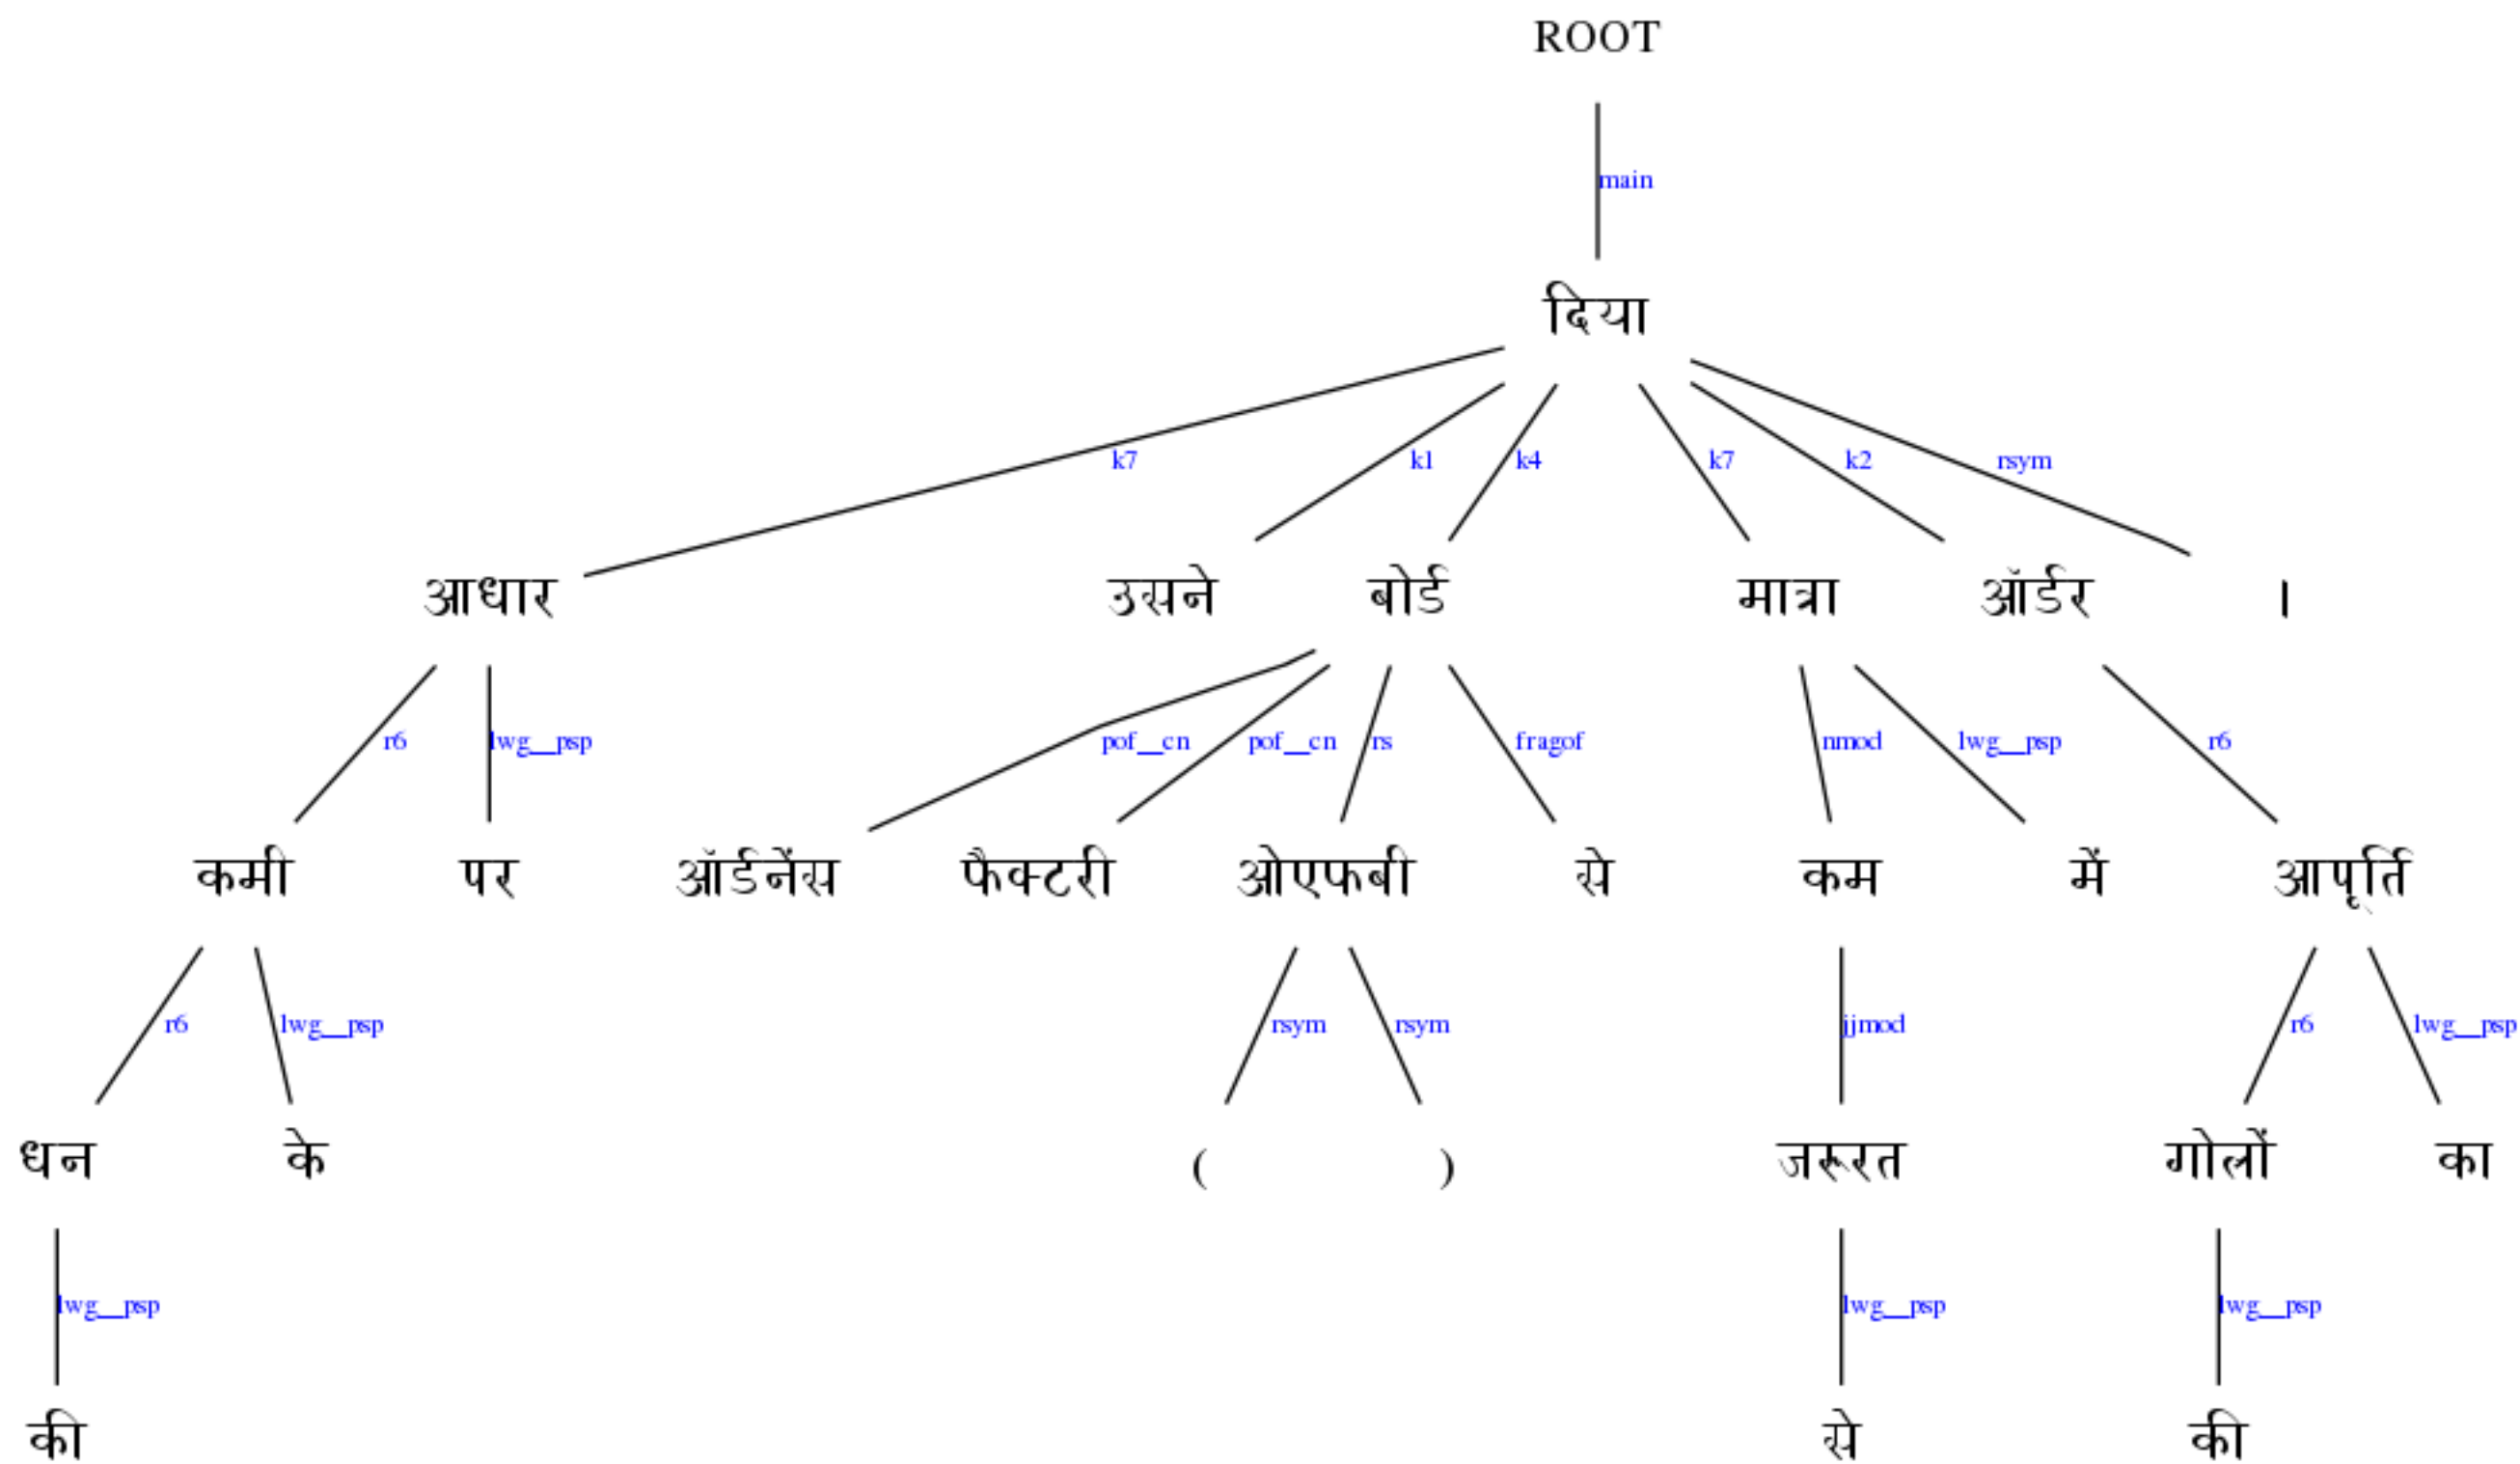 ROOT
main
दिया
k7 k1 k4 k7 k2 rsym
आधार उसने बोर्ड मात्रा ऑर्डर ।
r6 lwg__psp pof__cn pof__cn rs fragof nmod lwg__psp r6
कमी पर ऑर्डनेंस फैक्टरी ओएफबी से कम में आपूर्ति
r6 lwg__psp rsym rsym jjmod r6 lwg__psp
धन के ( ) जरूरत गोलों का
lwg__psp lwg__psp lwg__psp
की से की